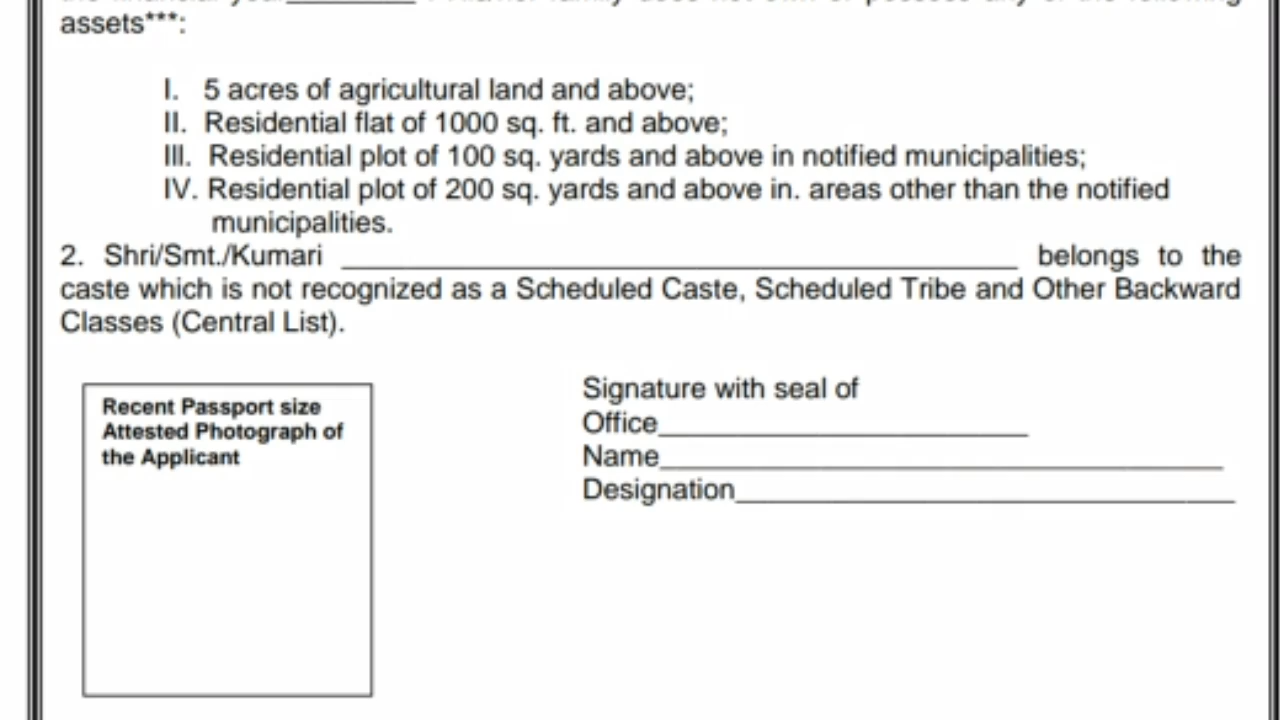 assets***:
I. 5 acres of agricultural land and above;
II. Residential flat of 1000 sq. ft. and above;
III. Residential plot of 100 sq. yards and above in notified municipalities;
IV. Residential plot of 200 sq. yards and above in. areas other than the notified
municipalities.
2. Shri/Smt./Kumari ______________________________ belongs to the
caste which is not recognized as a Scheduled Caste, Scheduled Tribe and Other Backward
Classes (Central List).
Signature with seal of
Office____________________
Name______________________________
Designation___________________________
Recent Passport size
Attested Photograph of
the Applicant